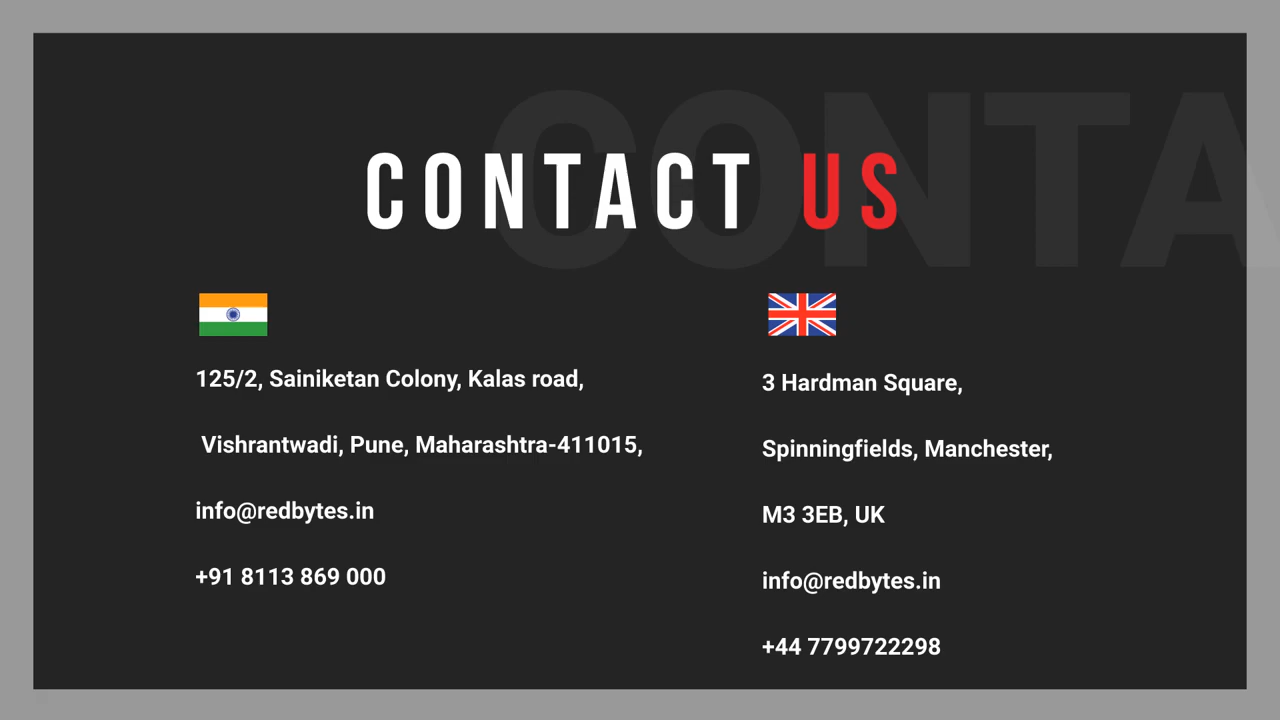 CONTA
CONTACT US
125/2, Sainiketan Colony, Kalas road,
Vishrantwadi, Pune, Maharashtra-411015,
info@redbytes.in
+91 8113 869 000
3 Hardman Square,
Spinningfields, Manchester,
M3 3EB, UK
info@redbytes.in
+44 7799722298